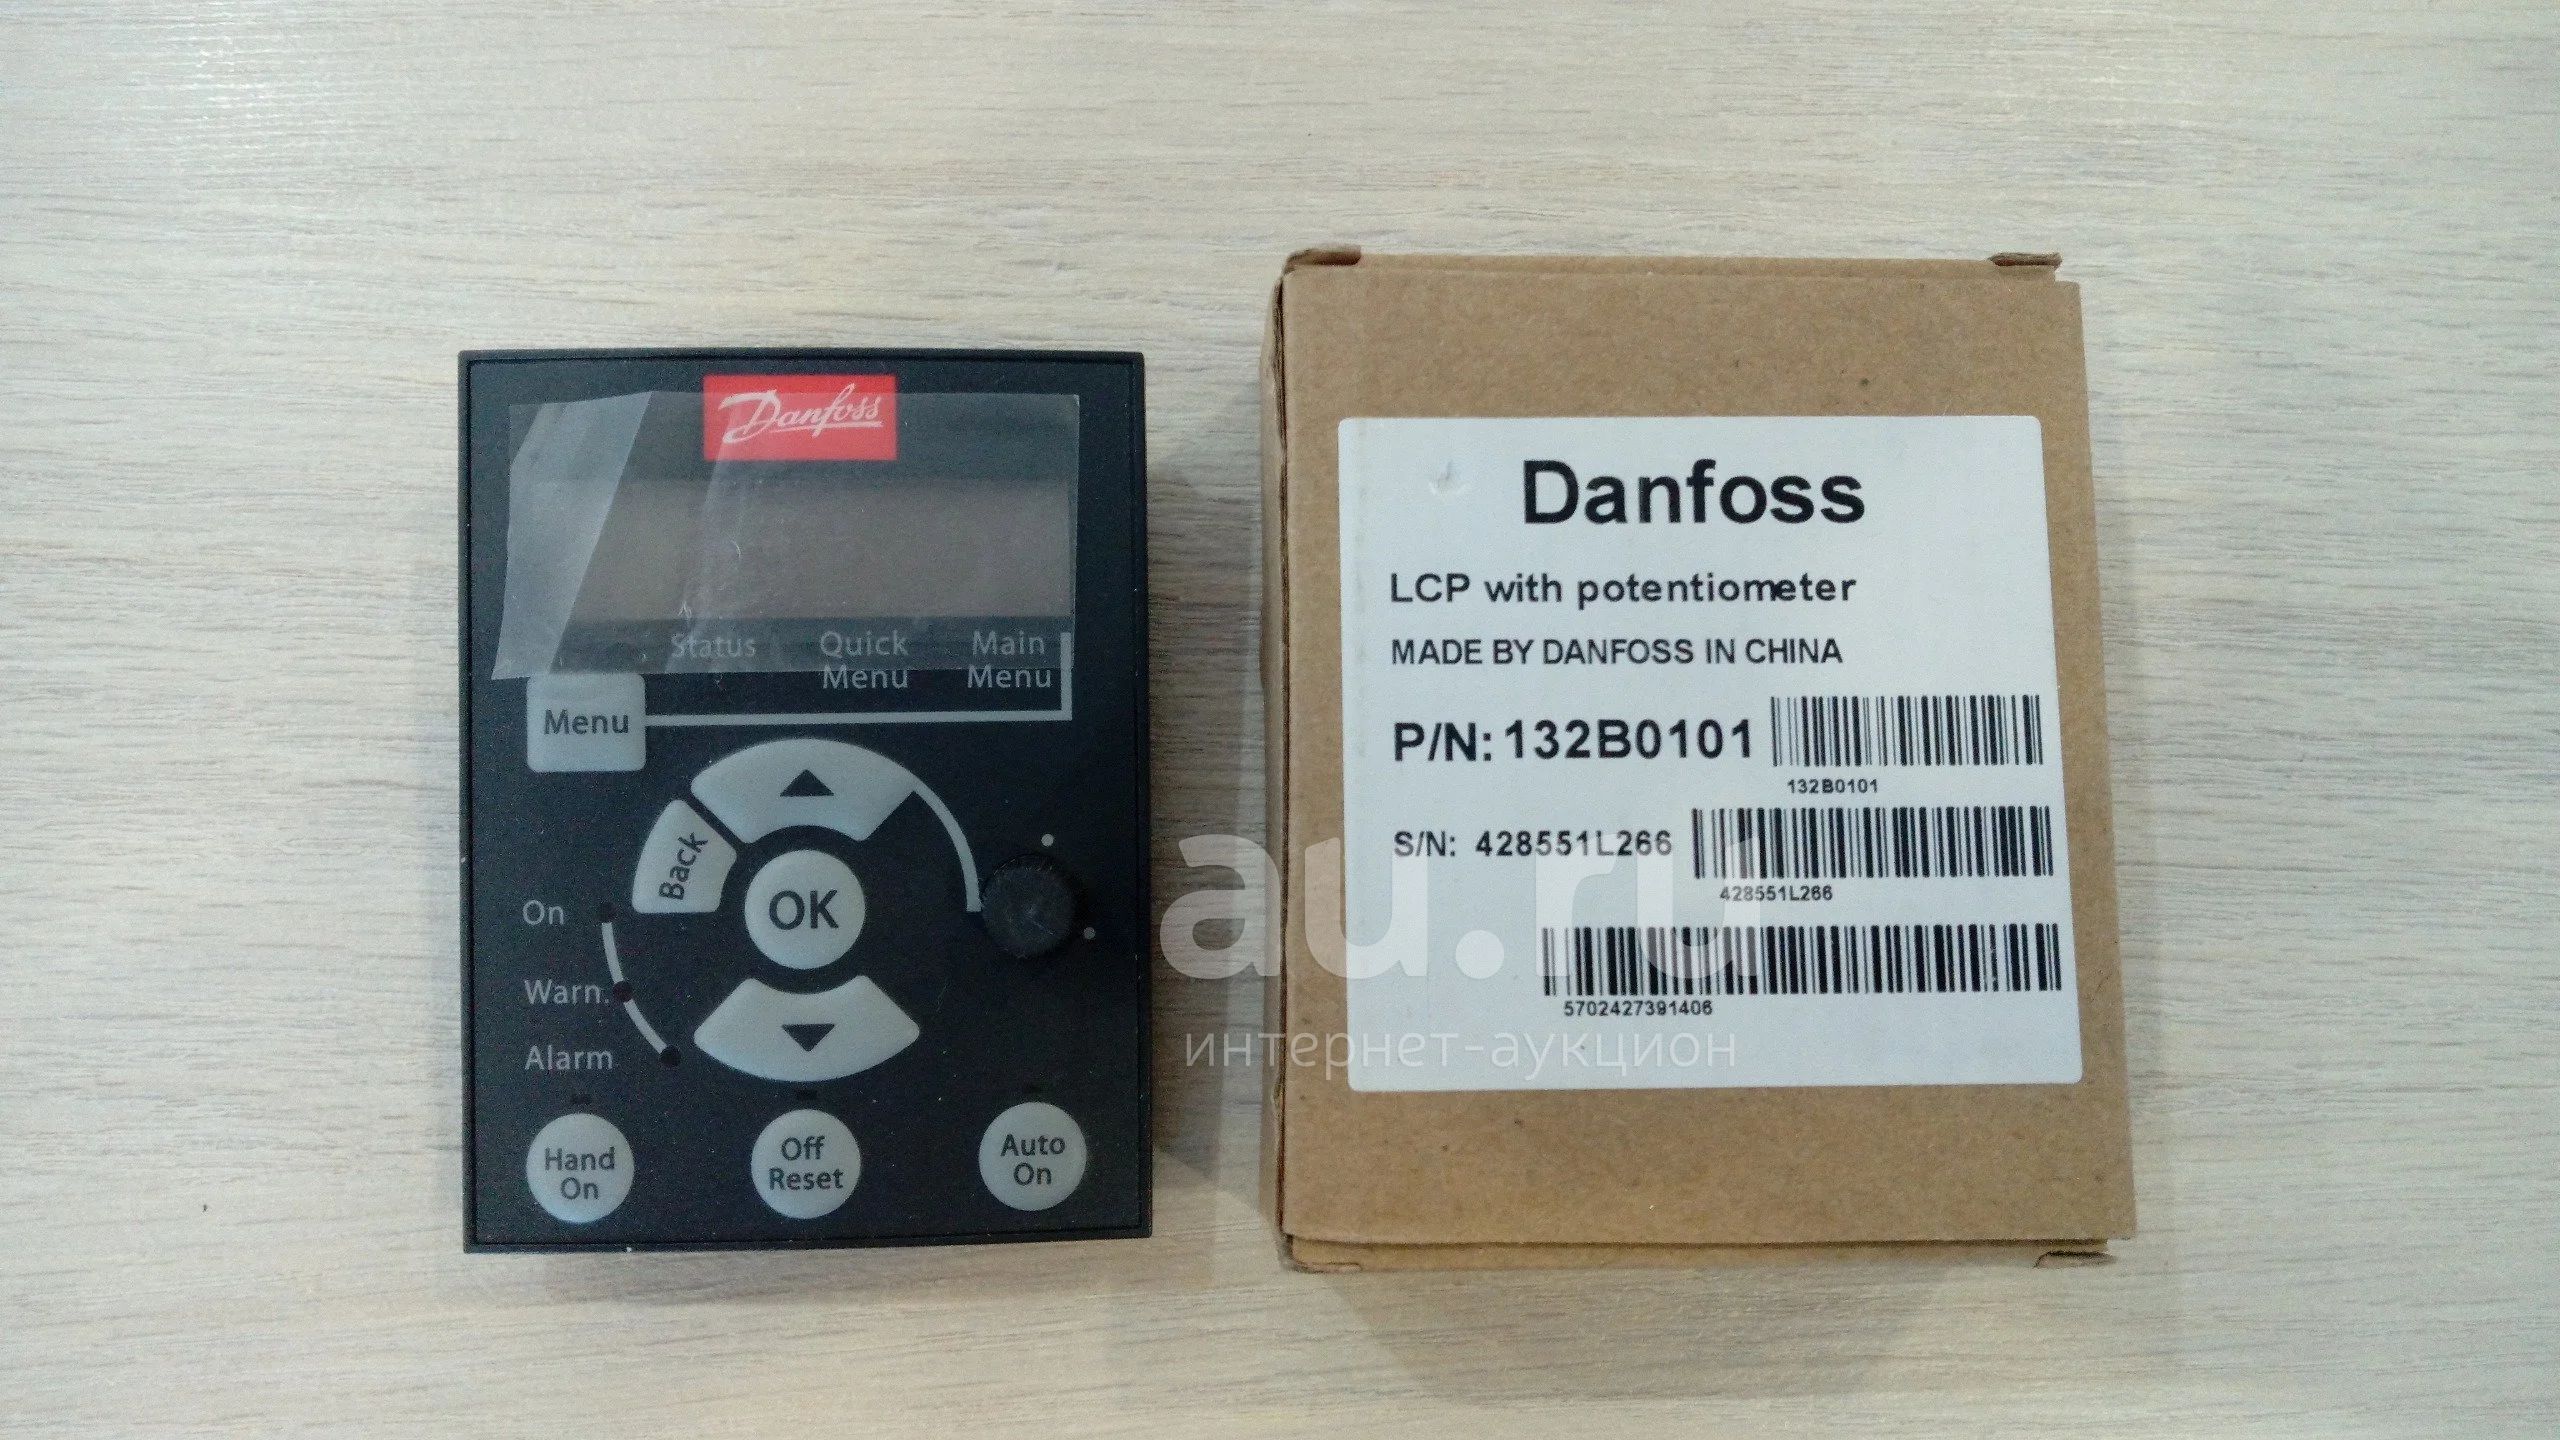 Danfoss
Status
Quick
Menu
Main
Menu
Menu
Back
OK
On
Warn.
Alarm
Hand
On
Off
Reset
Auto
On
Danfoss
LCP with potentiometer
MADE BY DANFOSS IN CHINA
P/N: 132B0101
132B0101
S/N: 428551L266
428551L266
5702427391406
au.ru
интернет-аукцион